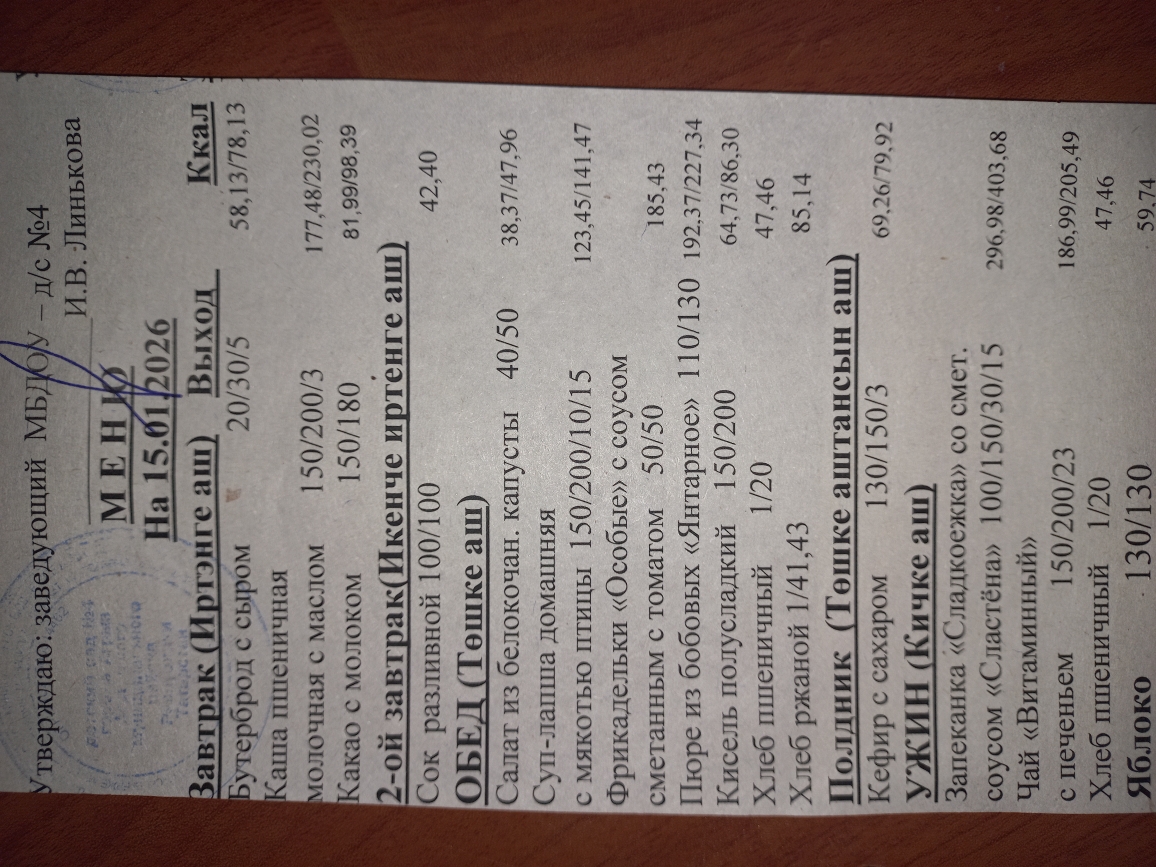 Утверждаю: заведующий МБДОУ – д/с №4
И.В. Линькова
М Е Н Ю
На 15.01.2026
Завтрак (Иртэнге аш) Выход Ккал
Бутерброд с сыром 20/30/5 58,13/78,13
Каша пшеничная
молочная с маслом 150/200/3 177,48/230,02
Какао с молоком 150/180 81,99/98,39
2-ой завтрак(Икенче иртенге аш)
Сок разливной 100/100 42,40
ОБЕД (Төшке аш)
Салат из белокочан. капусты 40/50 38,37/47,96
Суп-лапша домашняя
с мякотью птицы 150/200/10/15 123,45/141,47
Фрикадельки «Особые» с соусом
сметанным с томатом 50/50 185,43
Пюре из бобовых «Янтарное» 110/130 192,37/227,34
Кисель полусладкий 150/200 64,73/86,30
Хлеб пшеничный 1/20 47,46
Хлеб ржаной 1/41,43 85,14
Полдник (Төшке аштансын аш)
Кефир с сахаром 130/150/3 69,26/79,92
УЖИН (Кичке аш)
Запеканка «Сладкоежка» со смет.
соусом «Сластёна» 100/150/30/15 296,98/403,68
Чай «Витаминный»
с печеньем 150/200/23 186,99/205,49
Хлеб пшеничный 1/20 47,46
Яблоко 130/130 59,74